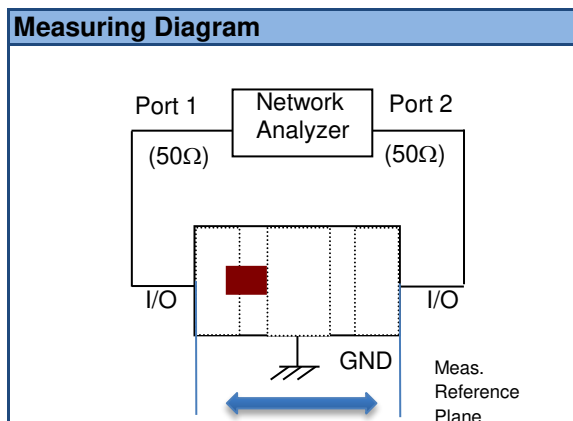 Measuring Diagram
Port 1
Network
Analyzer
Port 2
(50Ω)
(50Ω)
I/O
I/O
GND
Meas.
Reference
Plane